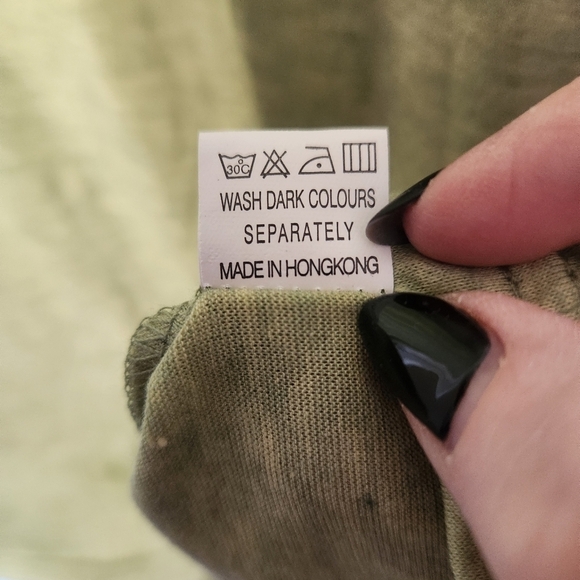 30C
WASH DARK COLOURS
SEPARATELY
MADE IN HONGKONG